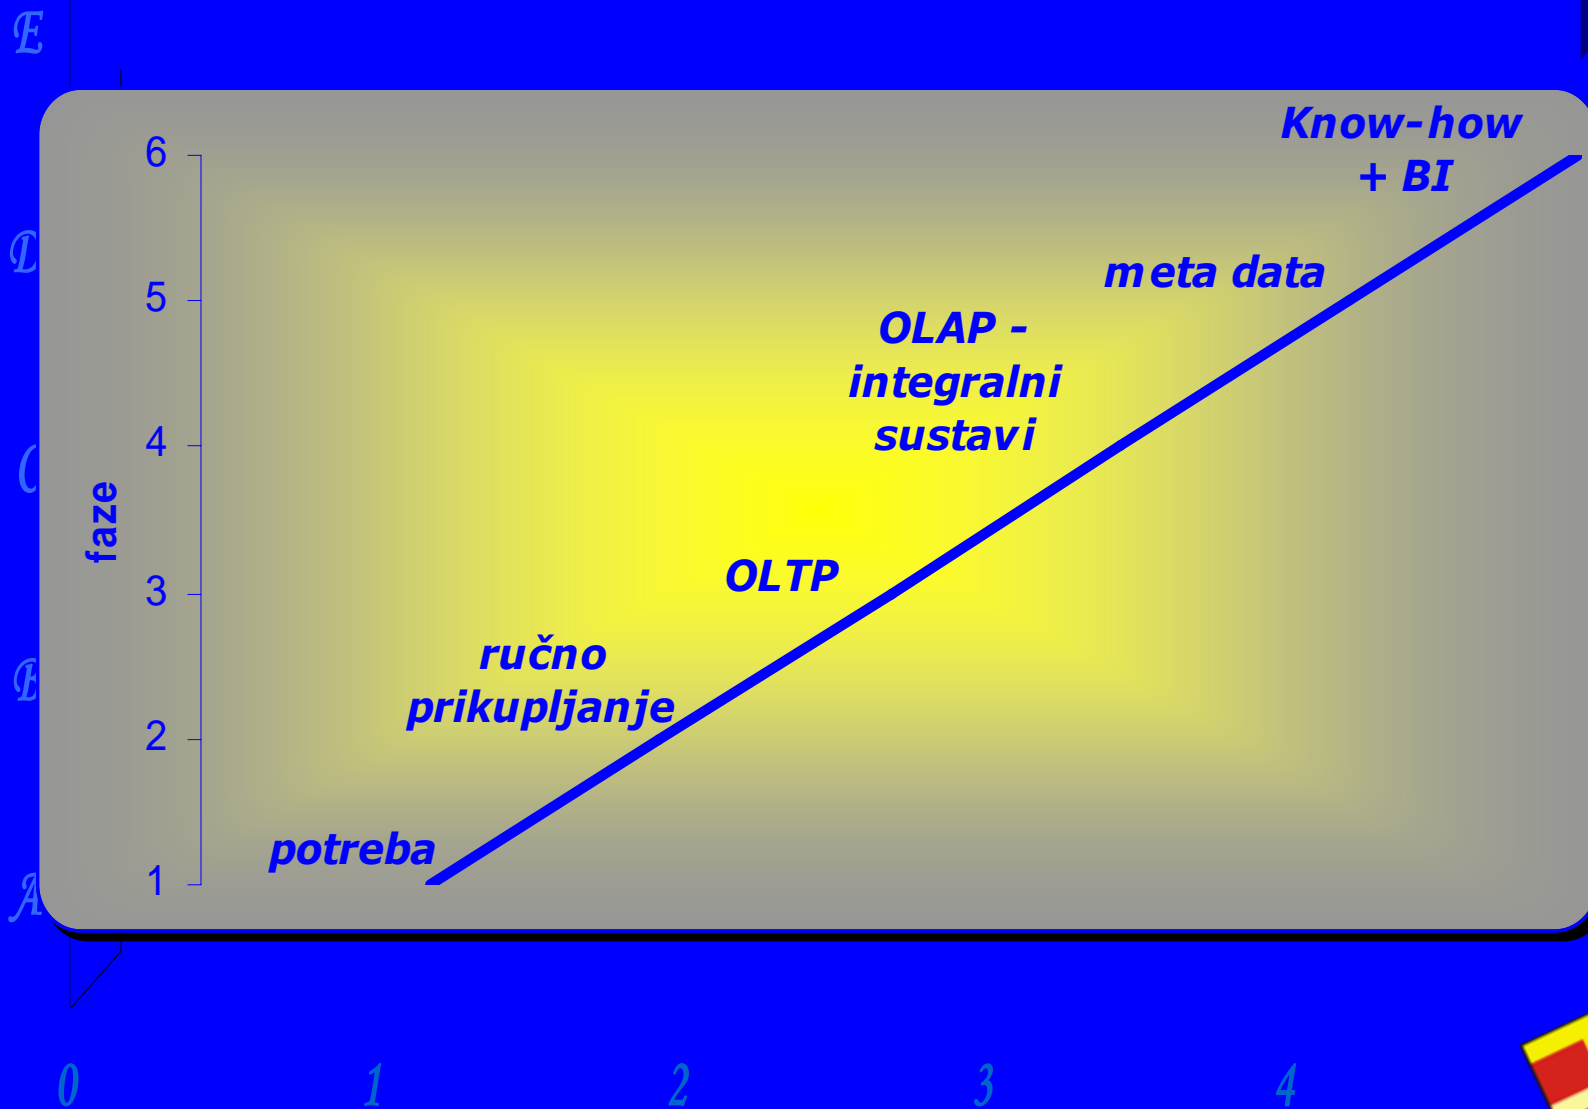 E
Know-how
+ BI
6
D
meta data
5
OLAP -
integralni
sustavi
4
faze
OLTP
3
ručno
prikupljanje
B
2
potreba
1
A
0 1 2 3 4